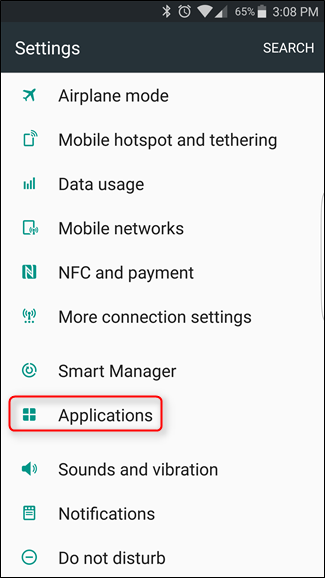 65% 3:08 PM
Settings SEARCH
Airplane mode
Mobile hotspot and tethering
Data usage
Mobile networks
NFC and payment
More connection settings
Smart Manager
Applications
Sounds and vibration
Notifications
Do not disturb